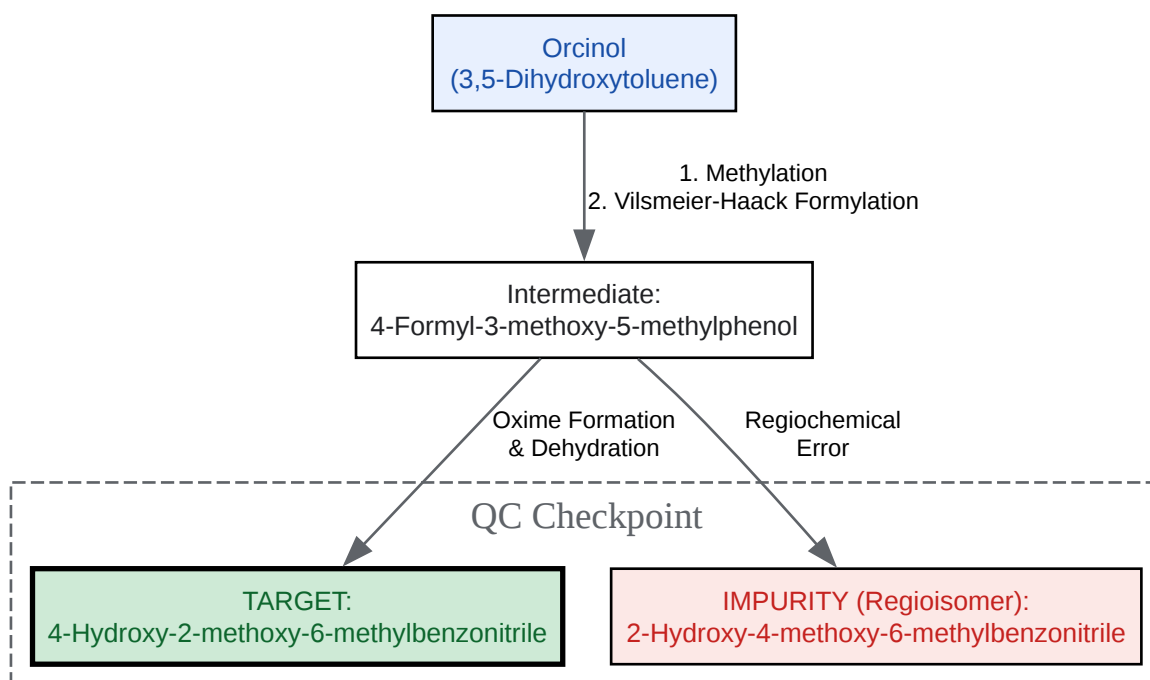 Orcinol
(3,5-Dihydroxytoluene)
1. Methylation
2. Vilsmeier-Haack Formylation
Intermediate:
4-Formyl-3-methoxy-5-methylphenol
Oxime Formation
& Dehydration
Regiochemical
Error
QC Checkpoint
TARGET:
4-Hydroxy-2-methoxy-6-methylbenzonitrile
IMPURITY (Regioisomer):
2-Hydroxy-4-methoxy-6-methylbenzonitrile